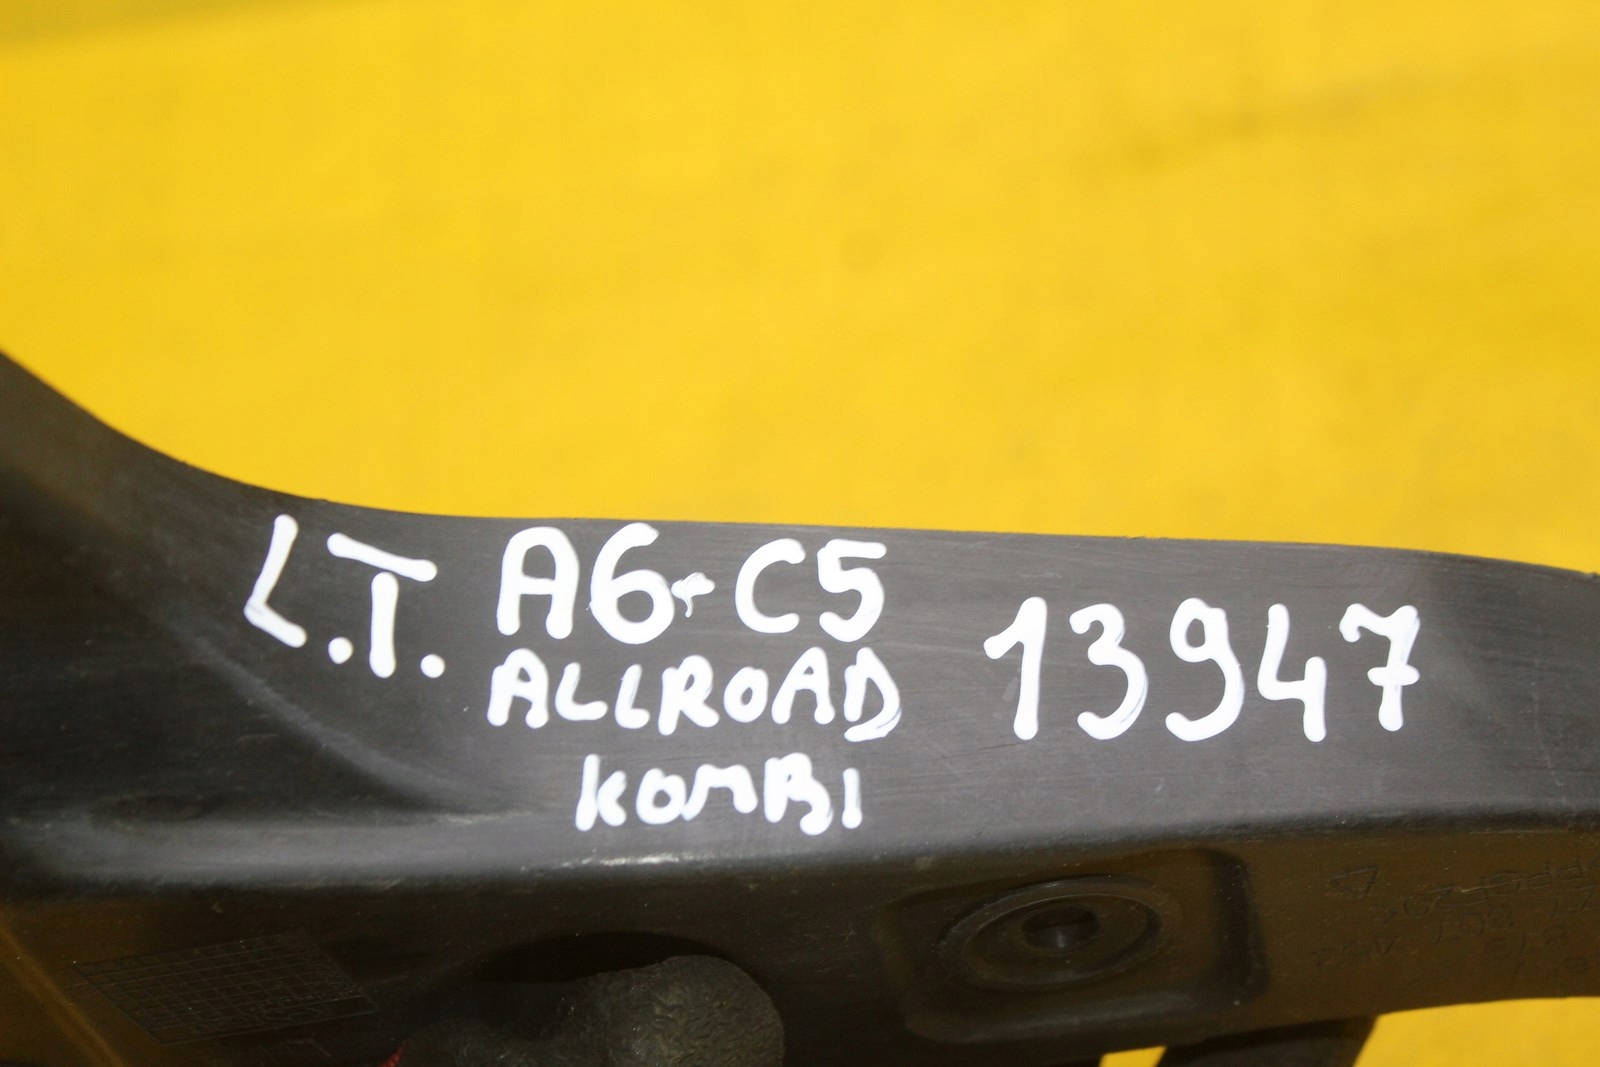 L.T. A6-C5 13947
ALLROAD
KOMBI